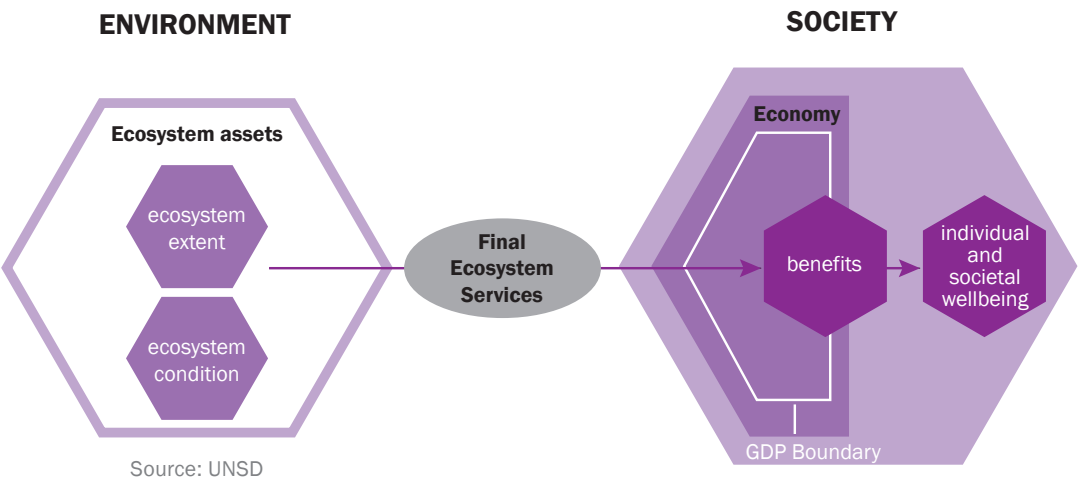 ENVIRONMENT
SOCIETY
Ecosystem assets
ecosystem
extent
ecosystem
condition
Final
Ecosystem
Services
Economy
benefits
individual
and
societal
wellbeing
GDP Boundary
Source: UNSD